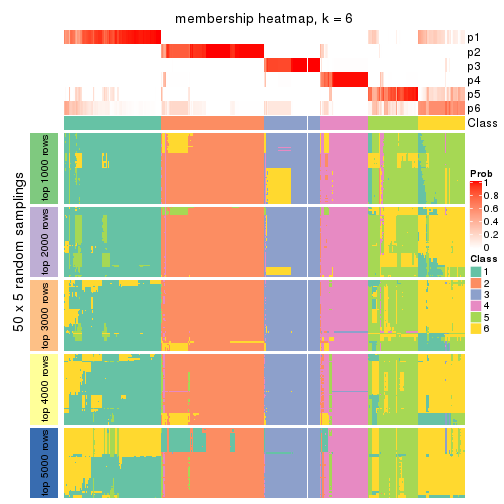 membership heatmap, k = 6
p1
p2
p3
p4
p5
p6
Class
50 x 5 random samplings
top 1000 rows
top 2000 rows
top 3000 rows
top 4000 rows
top 5000 rows
Prob
1
0.8
0.6
0.4
0.2
0
Class
1
2
3
4
5
6